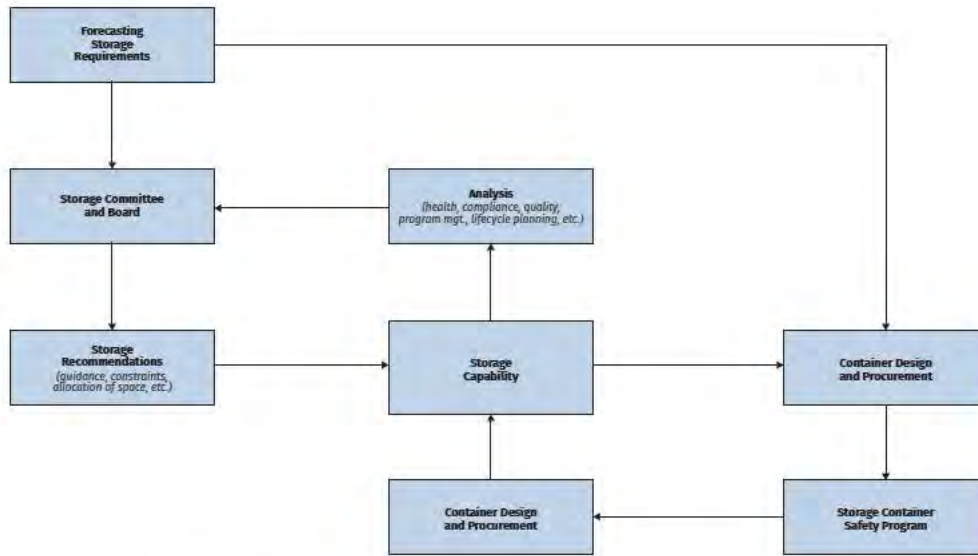 Forecasting
Storage
Requirements
Storage Committee
and Board
Analysis
(health, compliance, quality,
program mgt., lifecycle planning, etc.)
Storage
Recommendations
(guidance, constraints,
allocation of space, etc.)
Storage
Capability
Container Design
and Procurement
Container Design
and Procurement
Storage Container
Safety Program